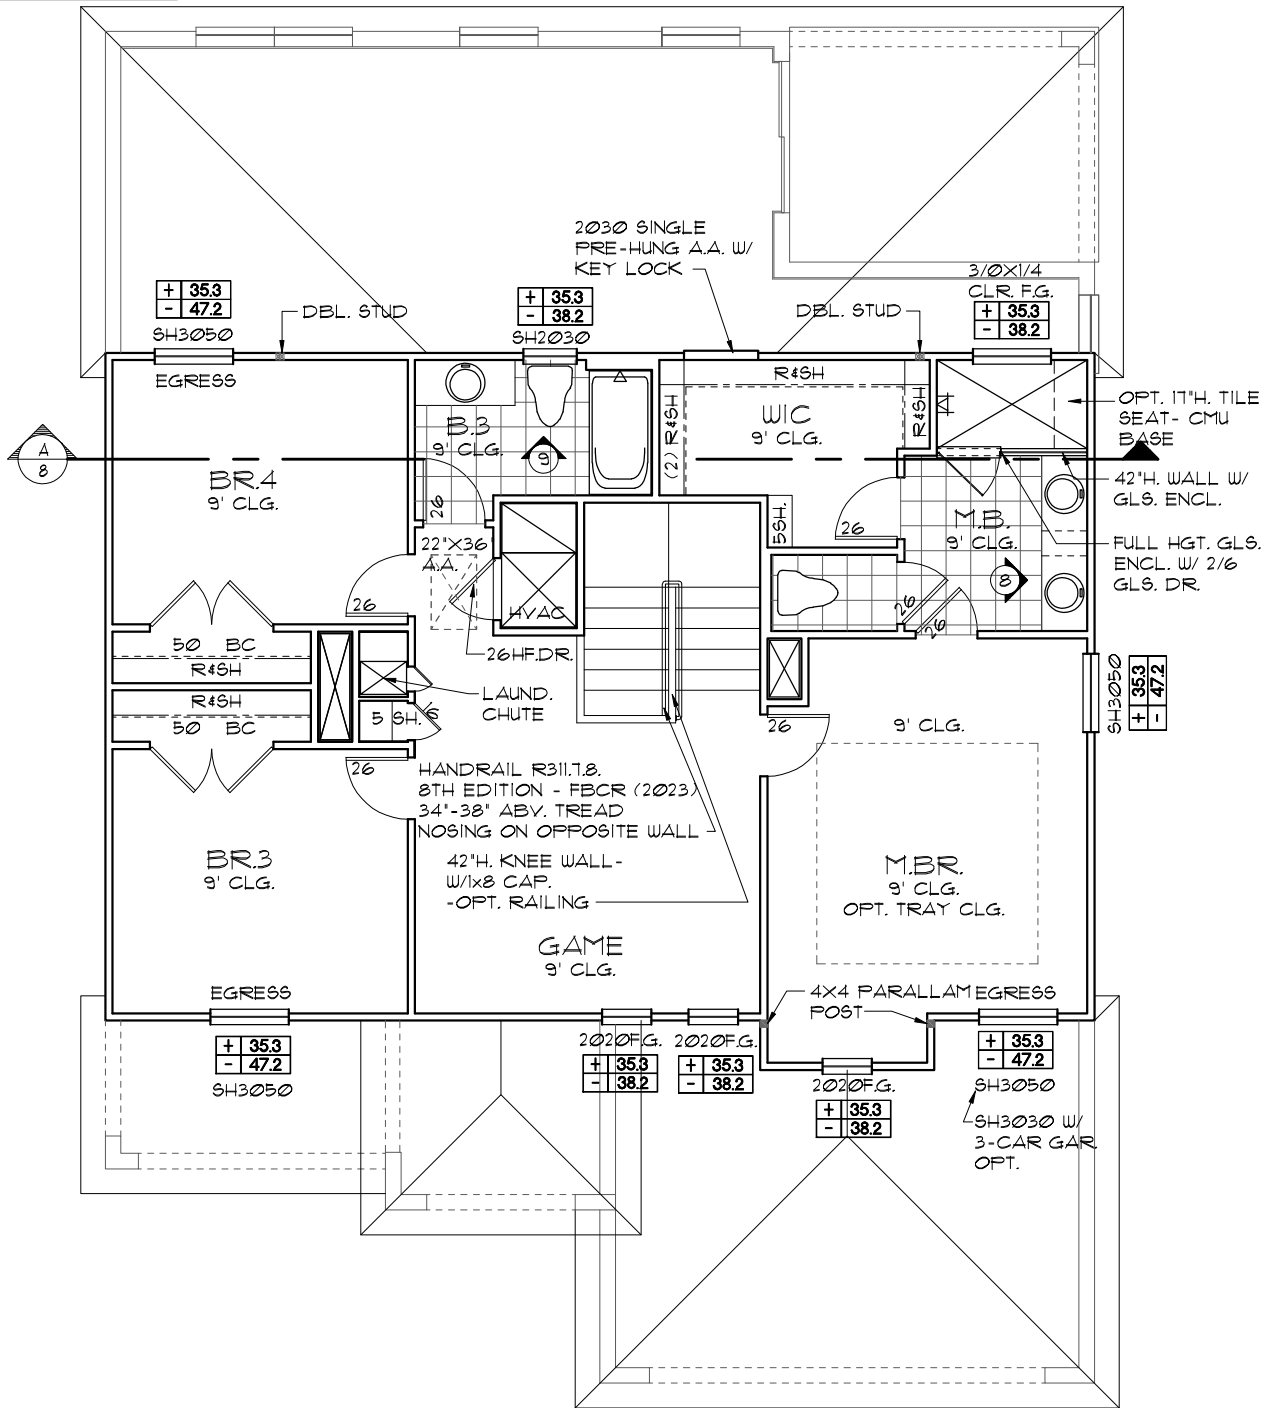 2030 SINGLE
PRE-HUNG A.A. W/
KEY LOCK
3/0X1/4
CLR. F.G.
+ 35.3
- 38.2
+ 35.3
- 47.2
SH3050
EGRESS
DBL. STUD
+ 35.3
- 38.2
SH2030
DBL. STUD
R&SH
R&SH
(2) R&SH
WIC
9' CLG.
OPT. 17"H. TILE
SEAT- CMU
BASE
A
8
B.3
9' CLG.
9
BR.4
9' CLG.
26
42"H. WALL W/
GLS. ENCL.
5SH.
26
M.B.
9' CLG.
FULL HGT. GLS.
ENCL. W/ 2/6
GLS. DR.
8
22"X36"
A.A.
HVAC
26
26
26
26HF.DR.
50 BC
R&SH
LAUND.
CHUTE
R&SH
50 BC
5 SH.
16
SH3050
+ 35.3
- 47.2
26
9' CLG.
26
HANDRAIL R311.7.8.
8TH EDITION - FBCR (2023)
34"-38" ABV. TREAD
NOSING ON OPPOSITE WALL
42"H. KNEE WALL-
W/1x8 CAP.
-OPT. RAILING
BR.3
9' CLG.
M.BR.
9' CLG.
OPT. TRAY CLG.
GAME
9' CLG.
EGRESS
4X4 PARALLAM
POST
EGRESS
+ 35.3
- 47.2
SH3050
2020F.G.
+ 35.3
- 38.2
2020F.G.
+ 35.3
- 38.2
2020F.G.
+ 35.3
- 38.2
+ 35.3
- 47.2
SH3050
SH3030 W/
3-CAR GAR.
OPT.